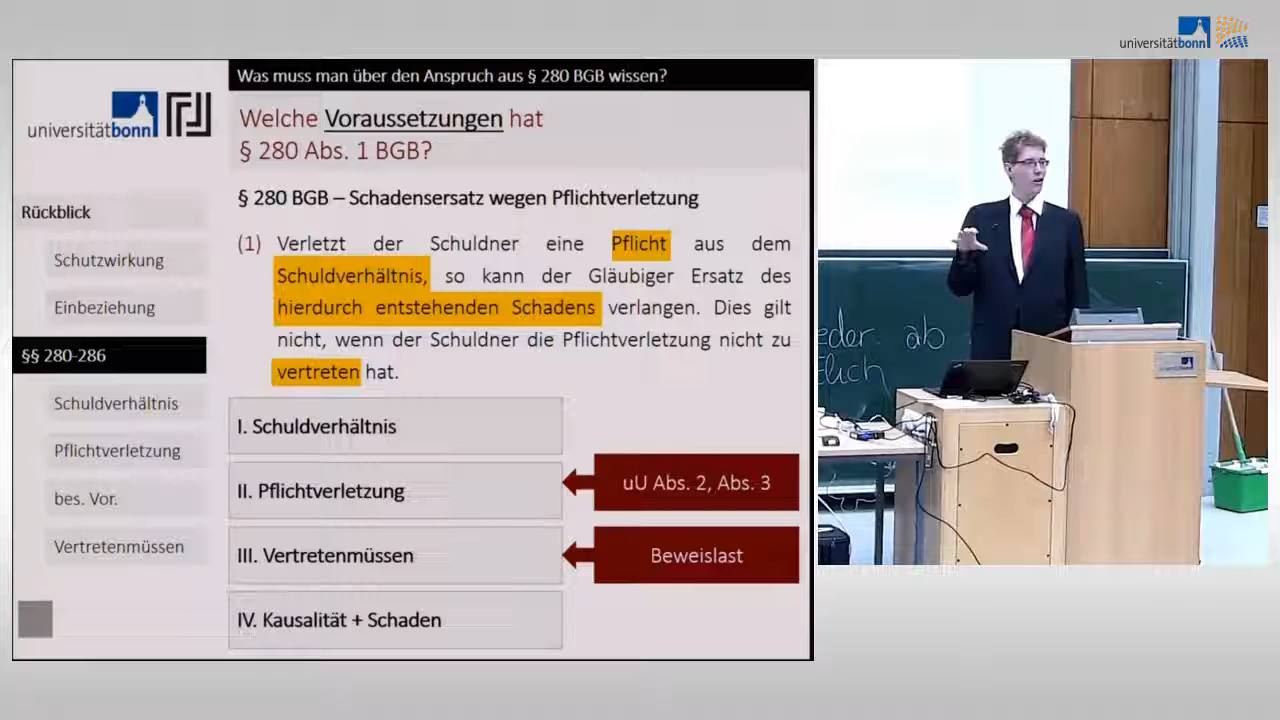 universitätbonn
Was muss man über den Anspruch aus § 280 BGB wissen?
universitätbonn
Welche Voraussetzungen hat
§ 280 Abs. 1 BGB?
§ 280 BGB – Schadensersatz wegen Pflichtverletzung
(1) Verletzt der Schuldner eine Pflicht aus dem
Schuldverhältnis, so kann der Gläubiger Ersatz des
hierdurch entstehenden Schadens verlangen. Dies gilt
nicht, wenn der Schuldner die Pflichtverletzung nicht zu
vertreten hat.
Rückblick
Schutzwirkung
Einbeziehung
§§ 280-286
Schuldverhältnis
Pflichtverletzung
bes. Vor.
Vertretenmüssen
I. Schuldverhältnis
II. Pflichtverletzung
uU Abs. 2, Abs. 3
III. Vertretenmüssen
Beweislast
IV. Kausalität + Schaden
ab